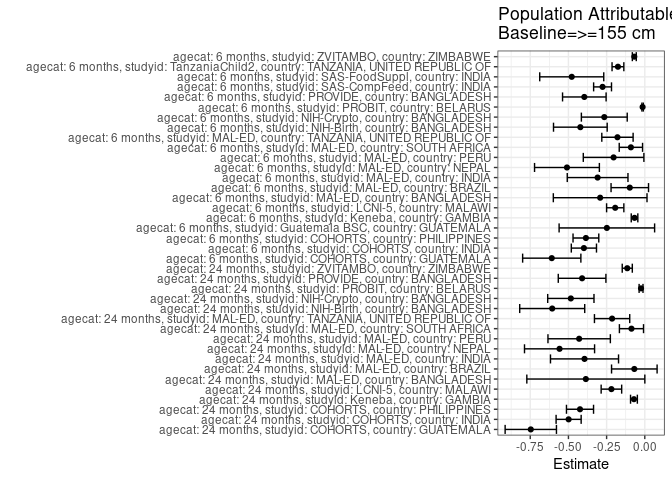 Population Attributable
Baseline=>=155 cm
agecat: 6 months, studyid: ZVITAMBO, country: ZIMBABWE
agecat: 6 months, studyid: TanzaniaChild2, country: TANZANIA, UNITED REPUBLIC OF
agecat: 6 months, studyid: SAS-FoodSuppl, country: INDIA
agecat: 6 months, studyid: SAS-CompFeed, country: INDIA
agecat: 6 months, studyid: PROVIDE, country: BANGLADESH
agecat: 6 months, studyid: PROBIT, country: BELARUS
agecat: 6 months, studyid: NIH-Crypto, country: BANGLADESH
agecat: 6 months, studyid: NIH-Birth, country: BANGLADESH
agecat: 6 months, studyid: MAL-ED, country: TANZANIA, UNITED REPUBLIC OF
agecat: 6 months, studyid: MAL-ED, country: SOUTH AFRICA
agecat: 6 months, studyid: MAL-ED, country: PERU
agecat: 6 months, studyid: MAL-ED, country: NEPAL
agecat: 6 months, studyid: MAL-ED, country: INDIA
agecat: 6 months, studyid: MAL-ED, country: BRAZIL
agecat: 6 months, studyid: MAL-ED, country: BANGLADESH
agecat: 6 months, studyid: LCNI-5, country: MALAWI
agecat: 6 months, studyid: Keneba, country: GAMBIA
agecat: 6 months, studyid: Guatemala BSC, country: GUATEMALA
agecat: 6 months, studyid: COHORTS, country: PHILIPPINES
agecat: 6 months, studyid: COHORTS, country: INDIA
agecat: 6 months, studyid: COHORTS, country: GUATEMALA
agecat: 24 months, studyid: ZVITAMBO, country: ZIMBABWE
agecat: 24 months, studyid: PROVIDE, country: BANGLADESH
agecat: 24 months, studyid: PROBIT, country: BELARUS
agecat: 24 months, studyid: NIH-Crypto, country: BANGLADESH
agecat: 24 months, studyid: NIH-Birth, country: BANGLADESH
agecat: 24 months, studyid: MAL-ED, country: TANZANIA, UNITED REPUBLIC OF
agecat: 24 months, studyid: MAL-ED, country: SOUTH AFRICA
agecat: 24 months, studyid: MAL-ED, country: PERU
agecat: 24 months, studyid: MAL-ED, country: NEPAL
agecat: 24 months, studyid: MAL-ED, country: INDIA
agecat: 24 months, studyid: MAL-ED, country: BRAZIL
agecat: 24 months, studyid: MAL-ED, country: BANGLADESH
agecat: 24 months, studyid: LCNI-5, country: MALAWI
agecat: 24 months, studyid: Keneba, country: GAMBIA
agecat: 24 months, studyid: COHORTS, country: PHILIPPINES
agecat: 24 months, studyid: COHORTS, country: INDIA
agecat: 24 months, studyid: COHORTS, country: GUATEMALA
-0.75 -0.50 -0.25 0.00
Estimate